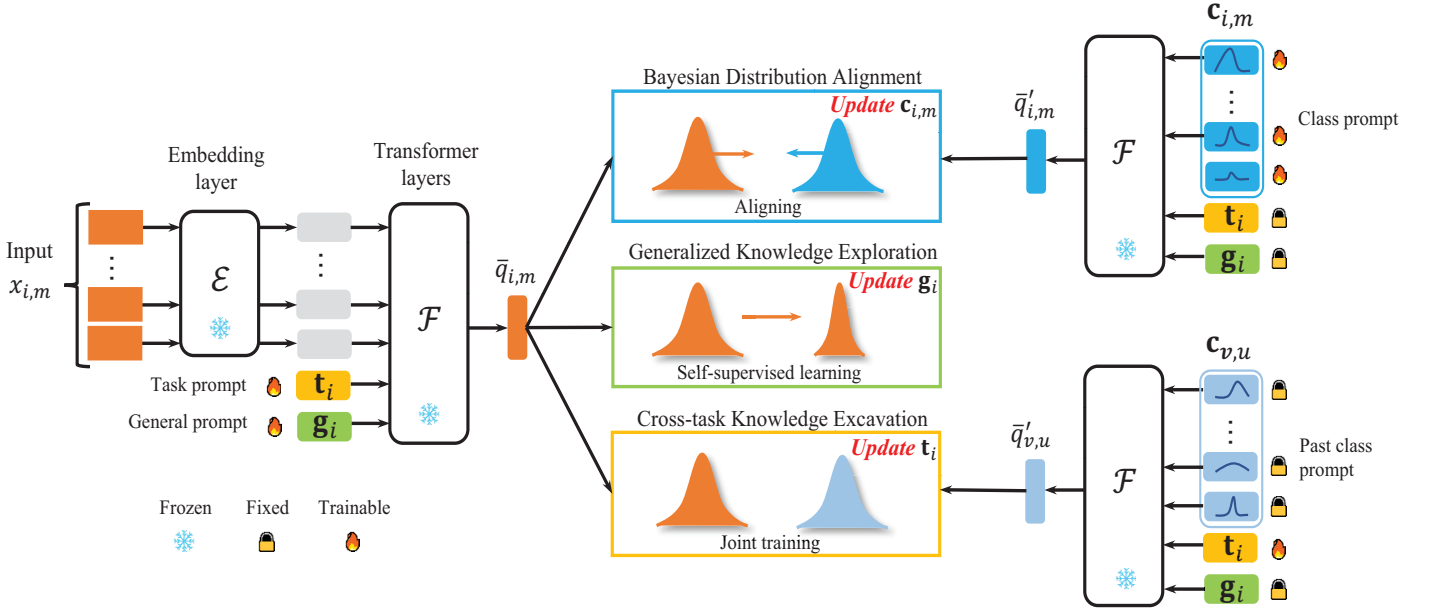 Input
x_{i,m}
Embedding
layer
ℰ
Transformer
layers
ℱ
Task prompt
t_i
General prompt
g_i
Frozen
Fixed
Trainable
q̄_{i,m}
Bayesian Distribution Alignment
Update c_{i,m}
Aligning
Generalized Knowledge Exploration
Update g_i
Self-supervised learning
Cross-task Knowledge Excavation
Update t_i
Joint training
q̄′_{i,m}
ℱ
c_{i,m}
Class prompt
t_i
g_i
q̄′_{v,u}
ℱ
c_{v,u}
Past class
prompt
t_i
g_i